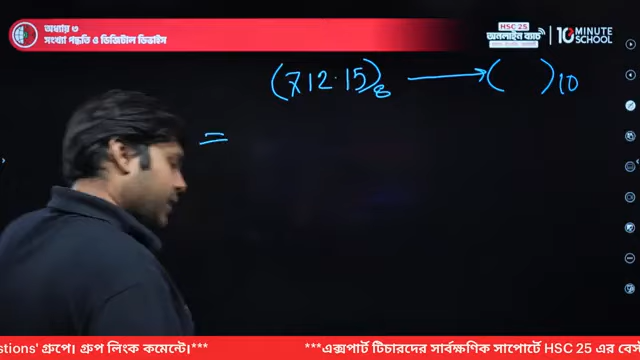 অধ্যায় ৩
সংখ্যা পদ্ধতি ও ডিজিটাল ডিভাইস
HSC 25
অনলাইন ব্যাচ
10 MINUTE SCHOOL
(712.15)₈ → ( )₁₀
=
stions' গ্রুপে। গ্রুপ লিংক কমেন্টে।*** ***এক্সপার্ট টিচারদের সার্বক্ষণিক সাপোর্টে HSC 25 এর বেস